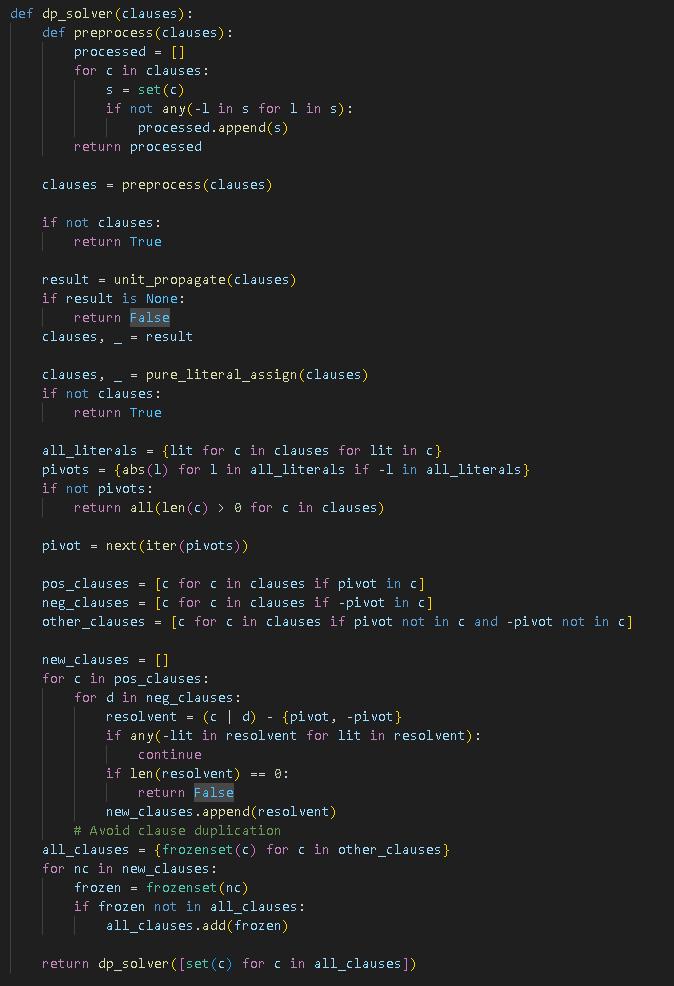 def dp_solver(clauses):
    def preprocess(clauses):
        processed = []
        for c in clauses:
            s = set(c)
            if not any(-l in s for l in s):
                processed.append(s)
        return processed
    clauses = preprocess(clauses)
    if not clauses:
        return True
    result = unit_propagate(clauses)
    if result is None:
        return False
    clauses, _ = result
    clauses, _ = pure_literal_assign(clauses)
    if not clauses:
        return True
    all_literals = {lit for c in clauses for lit in c}
    pivots = {abs(l) for l in all_literals if -l in all_literals}
    if not pivots:
        return all(len(c) > 0 for c in clauses)
    pivot = next(iter(pivots))
    pos_clauses = [c for c in clauses if pivot in c]
    neg_clauses = [c for c in clauses if -pivot in c]
    other_clauses = [c for c in clauses if pivot not in c and -pivot not in c]
    new_clauses = []
    for c in pos_clauses:
        for d in neg_clauses:
            resolvent = (c | d) - {pivot, -pivot}
            if any(-lit in resolvent for lit in resolvent):
                continue
            if len(resolvent) == 0:
                return False
            new_clauses.append(resolvent)
        # Avoid clause duplication
    all_clauses = {frozenset(c) for c in other_clauses}
    for nc in new_clauses:
        frozen = frozenset(nc)
        if frozen not in all_clauses:
            all_clauses.add(frozen)
    return dp_solver([set(c) for c in all_clauses])